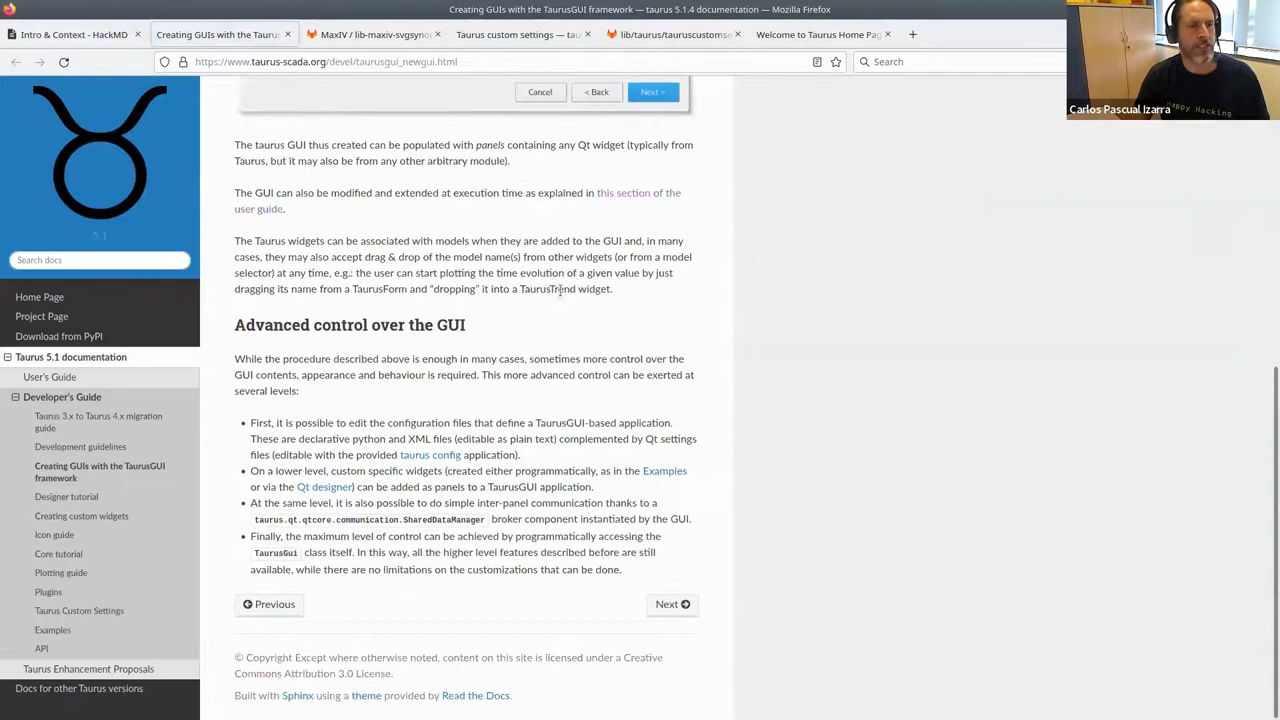 Creating GUIs with the TaurusGUI framework — taurus 5.1.4 documentation — Mozilla Firefox
Intro & Context - HackMD
Creating GUIs with the Taurus
MaxIV / lib-maxiv-svgsyno
Taurus custom settings — tau
lib/taurus/tauruscustomse
Welcome to Taurus Home Pag
https://www.taurus-scada.org/devel/taurusgui_newgui.html
Search
Carlos Pascual Izarra
Happy Hacking
Cancel
< Back
Next >
5.1
Search docs
Home Page
Project Page
Download from PyPI
Taurus 5.1 documentation
User's Guide
Developer's Guide
Taurus 3.x to Taurus 4.x migration
guide
Development guidelines
Creating GUIs with the TaurusGUI
framework
Designer tutorial
Creating custom widgets
Icon guide
Core tutorial
Plotting guide
Plugins
Taurus Custom Settings
Examples
API
Taurus Enhancement Proposals
Docs for other Taurus versions
The taurus GUI thus created can be populated with panels containing any Qt widget (typically from
Taurus, but it may also be from any other arbitrary module).
The GUI can also be modified and extended at execution time as explained in this section of the
user guide.
The Taurus widgets can be associated with models when they are added to the GUI and, in many
cases, they may also accept drag & drop of the model name(s) from other widgets (or from a model
selector) at any time, e.g.: the user can start plotting the time evolution of a given value by just
dragging its name from a TaurusForm and “dropping” it into a TaurusTrend widget.
Advanced control over the GUI
While the procedure described above is enough in many cases, sometimes more control over the
GUI contents, appearance and behaviour is required. This more advanced control can be exerted at
several levels:
• First, it is possible to edit the configuration files that define a TaurusGUI-based application.
These are declarative python and XML files (editable as plain text) complemented by Qt settings
files (editable with the provided taurus config application).
• On a lower level, custom specific widgets (created either programmatically, as in the Examples
or via the Qt designer) can be added as panels to a TaurusGUI application.
• At the same level, it is also possible to do simple inter-panel communication thanks to a
taurus.qt.qtcore.communication.SharedDataManager broker component instantiated by the GUI.
• Finally, the maximum level of control can be achieved by programmatically accessing the
TaurusGui class itself. In this way, all the higher level features described before are still
available, while there are no limitations on the customizations that can be done.
Previous
Next
© Copyright Except where otherwise noted, content on this site is licensed under a Creative
Commons Attribution 3.0 License.
Built with Sphinx using a theme provided by Read the Docs.